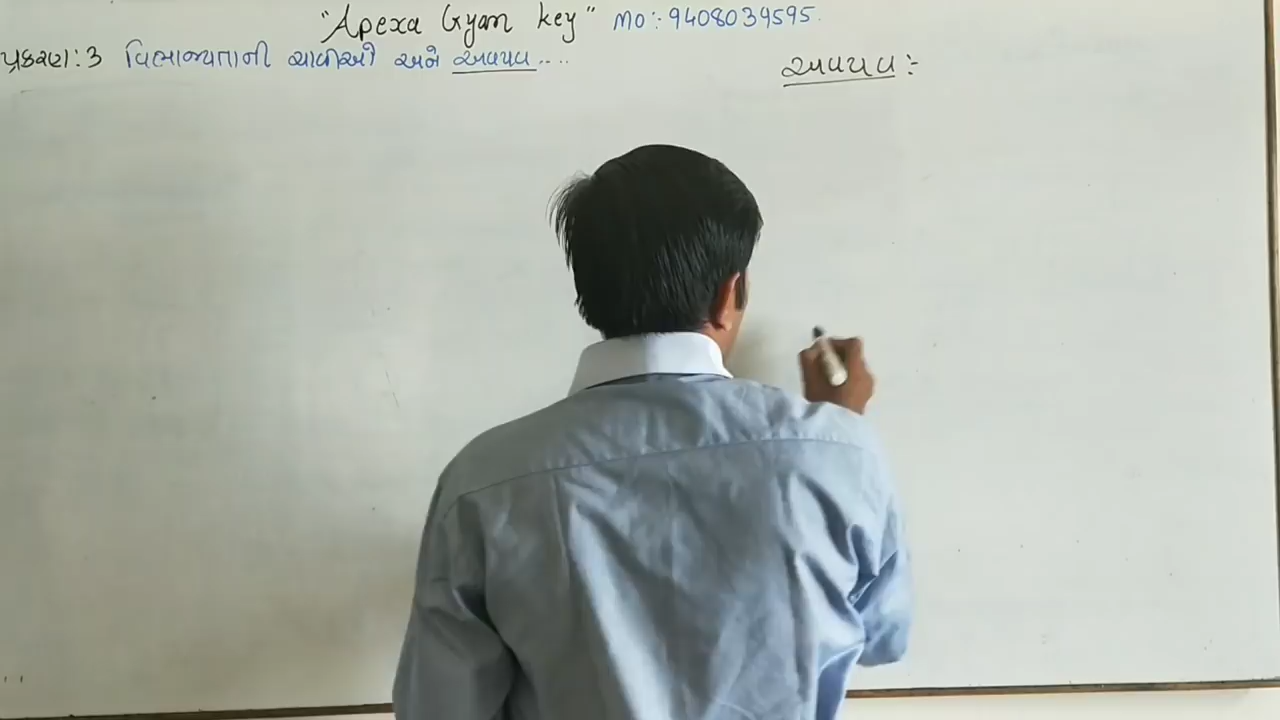 "Apexa Gyan key" mo:- 9408034595.
પ્રકરણ : 3 વિભાજ્યતાની ચાવીઓ અને અવયવ....
અવયવ :-